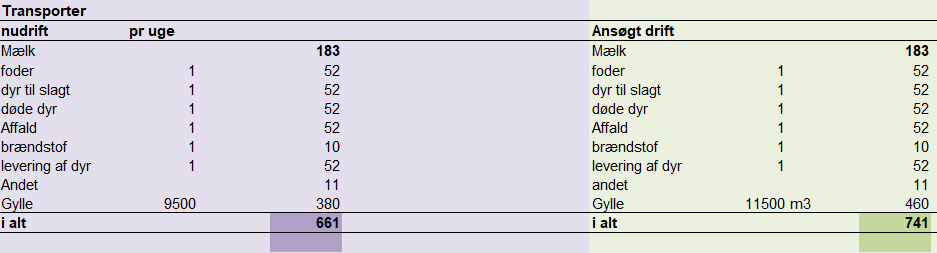 Transporter
nudrift pr uge Ansøgt drift
Mælk 183 Mælk 183
foder 1 52 foder 1 52
dyr til slagt 1 52 dyr til slagt 1 52
døde dyr 1 52 døde dyr 1 52
Affald 1 52 Affald 1 52
brændstof 1 10 brændstof 1 10
levering af dyr 1 52 levering af dyr 1 52
Andet 11 andet 11
Gylle 9500 380 Gylle 11500 m3 460
i alt 661 i alt 741